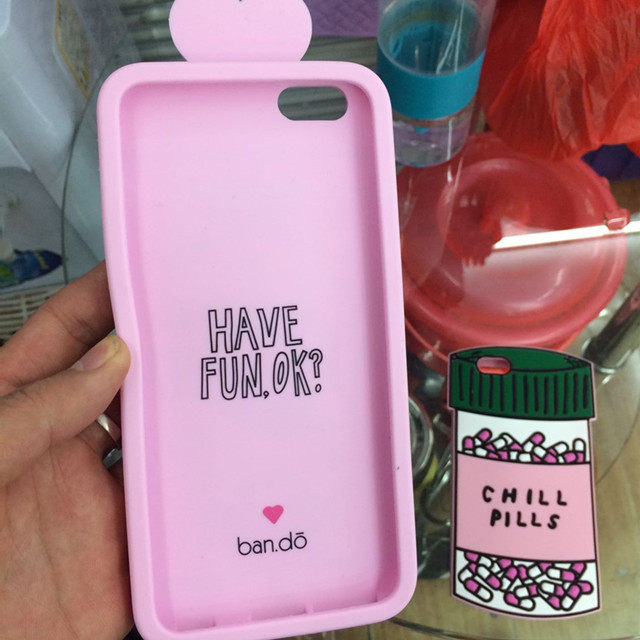 HAVE
FUN, OK?
ban.dō
CHILL
PILLS